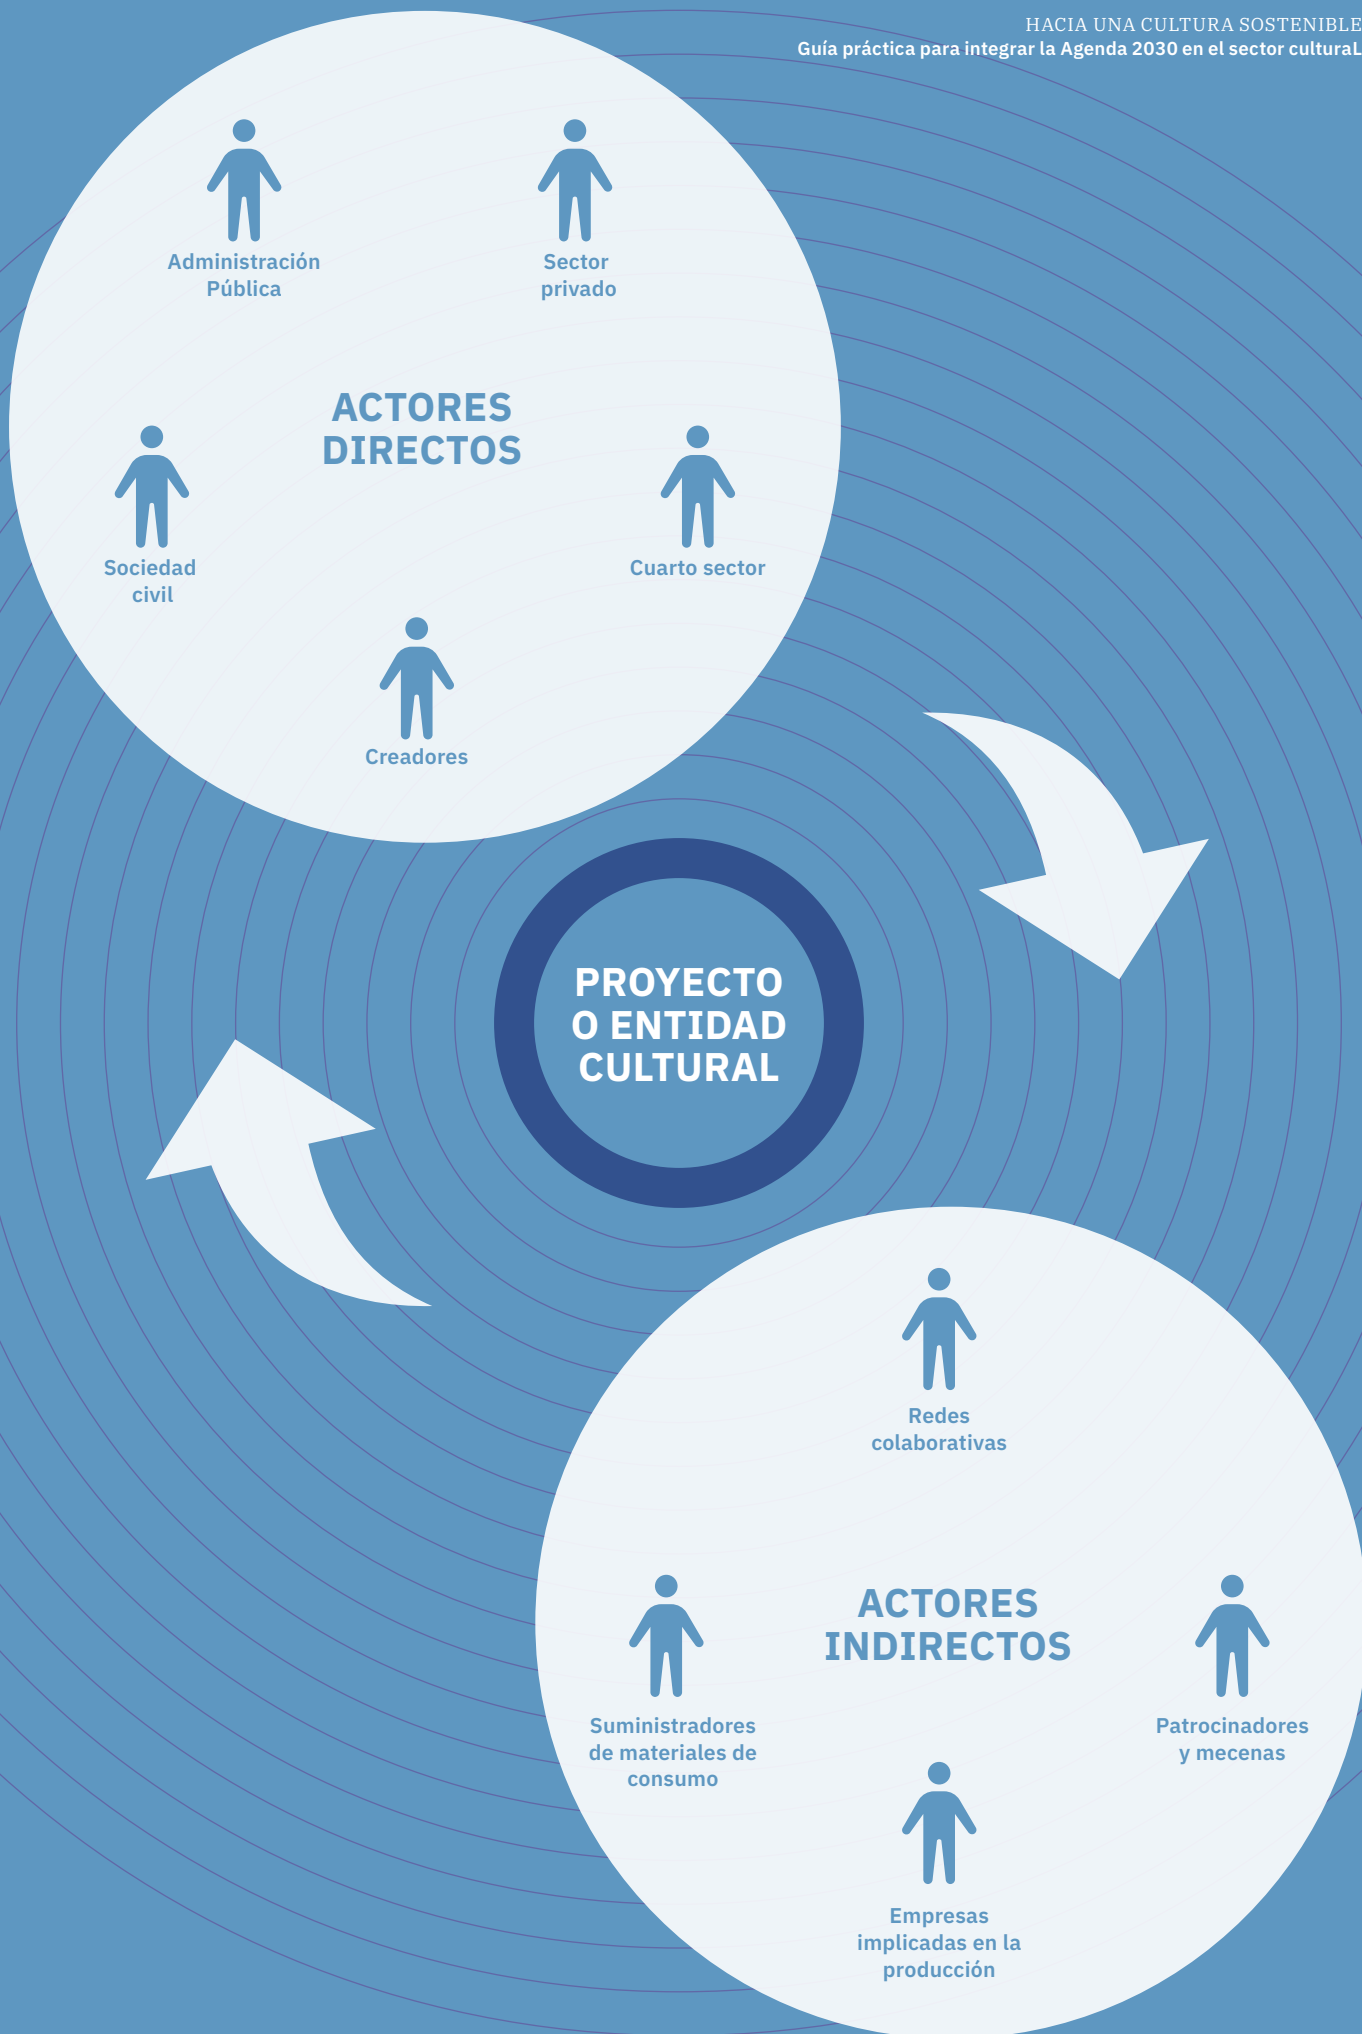 HACIA UNA CULTURA SOSTENIBLE
Guía práctica para integrar la Agenda 2030 en el sector culturaL
Administración
Pública
Sector
privado
ACTORES
DIRECTOS
Sociedad
civil
Cuarto sector
Creadores
PROYECTO
O ENTIDAD
CULTURAL
Redes
colaborativas
ACTORES
INDIRECTOS
Suministradores
de materiales de
consumo
Patrocinadores
y mecenas
Empresas
implicadas en la
producción